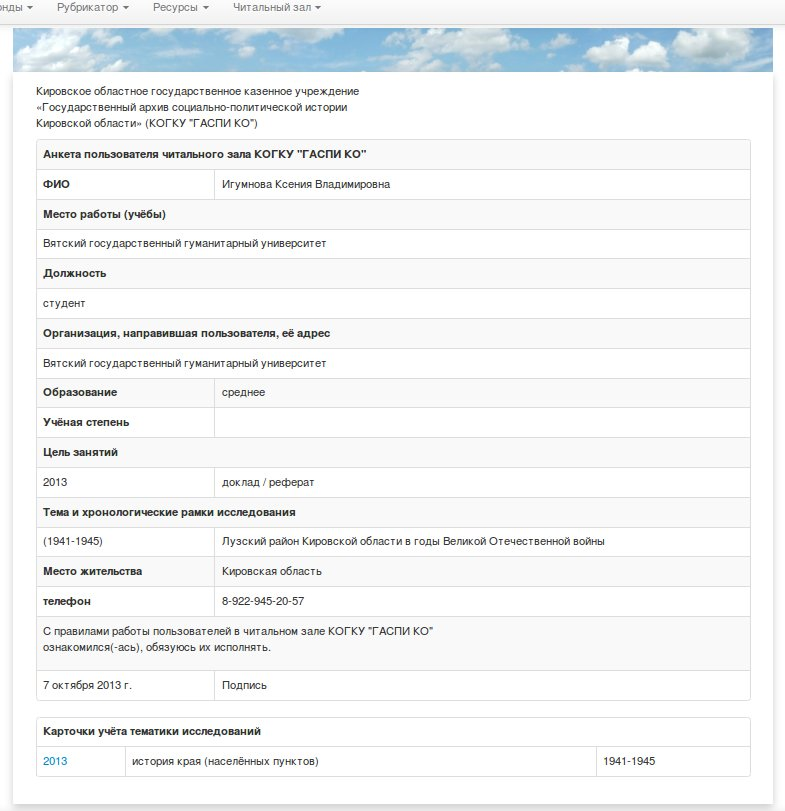 онды Рубрикатор Ресурсы Читальный зал
Кировское областное государственное казенное учреждение
«Государственный архив социально-политической истории
Кировской области» (КОГКУ "ГАСПИ КО")
Анкета пользователя читального зала КОГКУ "ГАСПИ КО"
ФИО Игумнова Ксения Владимировна
Место работы (учёбы)
Вятский государственный гуманитарный университет
Должность
студент
Организация, направившая пользователя, её адрес
Вятский государственный гуманитарный университет
Образование среднее
Учёная степень
Цель занятий
2013 доклад / реферат
Тема и хронологические рамки исследования
(1941-1945) Лузский район Кировской области в годы Великой Отечественной войны
Место жительства Кировская область
телефон 8-922-945-20-57
С правилами работы пользователей в читальном зале КОГКУ "ГАСПИ КО"
ознакомился(-ась), обязуюсь их исполнять.
7 октября 2013 г. Подпись
Карточки учёта тематики исследований
2013 история края (населённых пунктов) 1941-1945